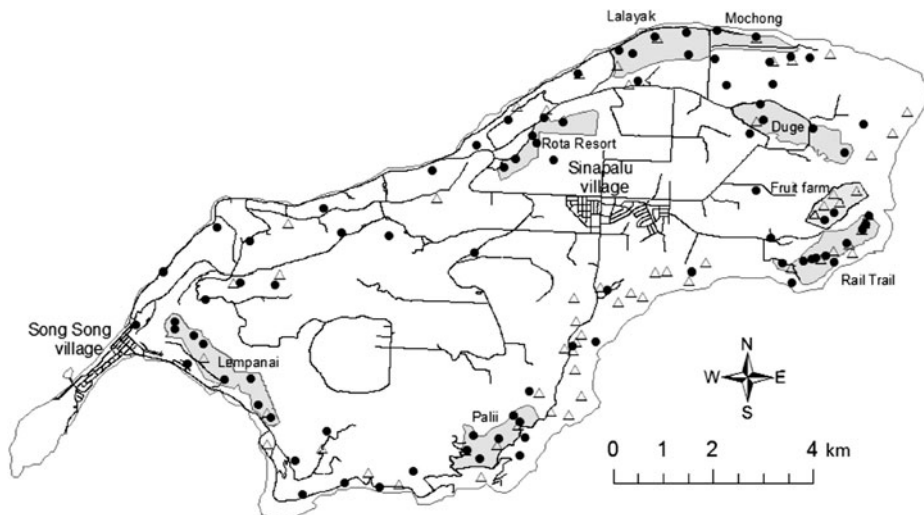 Lalayak
Mochong
Duge
Rota Resort
Sinapalu
village
Fruit farm
Rail Trail
Song Song
village
Lempanai
Palii
N
W E
S
0 1 2 4 km